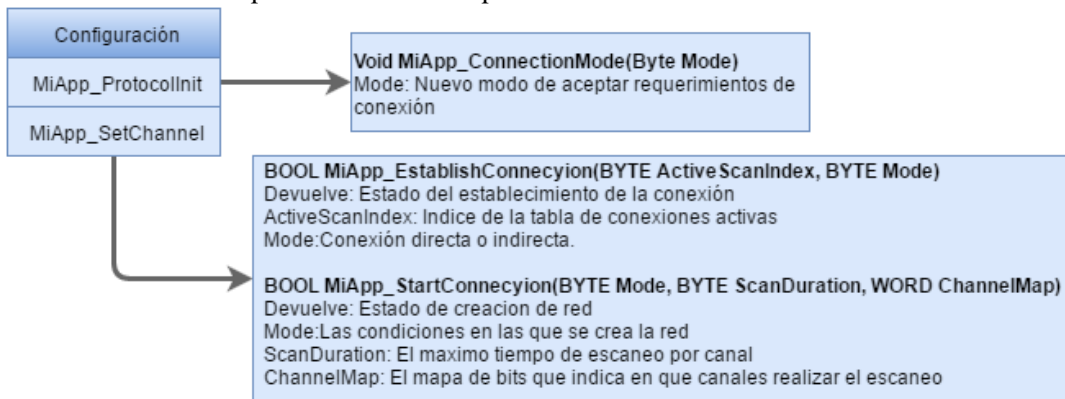 Configuración
MiApp_ProtocolInit
MiApp_SetChannel
Void MiApp_ConnectionMode(Byte Mode)
Mode: Nuevo modo de aceptar requerimientos de
conexión
BOOL MiApp_EstablishConnecyion(BYTE ActiveScanIndex, BYTE Mode)
Devuelve: Estado del establecimiento de la conexión
ActiveScanIndex: Indice de la tabla de conexiones activas
Mode:Conexión directa o indirecta.
BOOL MiApp_StartConnecyion(BYTE Mode, BYTE ScanDuration, WORD ChannelMap)
Devuelve: Estado de creacion de red
Mode:Las condiciones en las que se crea la red
ScanDuration: El maximo tiempo de escaneo por canal
ChannelMap: El mapa de bits que indica en que canales realizar el escaneo